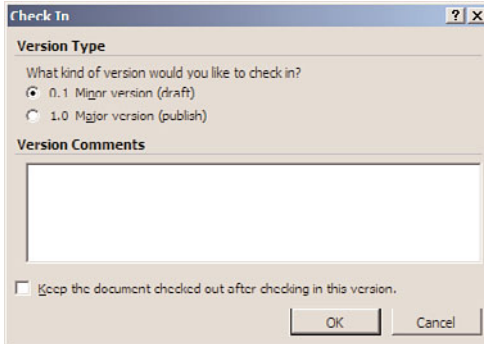 Check In
Version Type
What kind of version would you like to check in?
0.1 Minor version (draft)
1.0 Major version (publish)
Version Comments
Keep the document checked out after checking in this version.
OK
Cancel